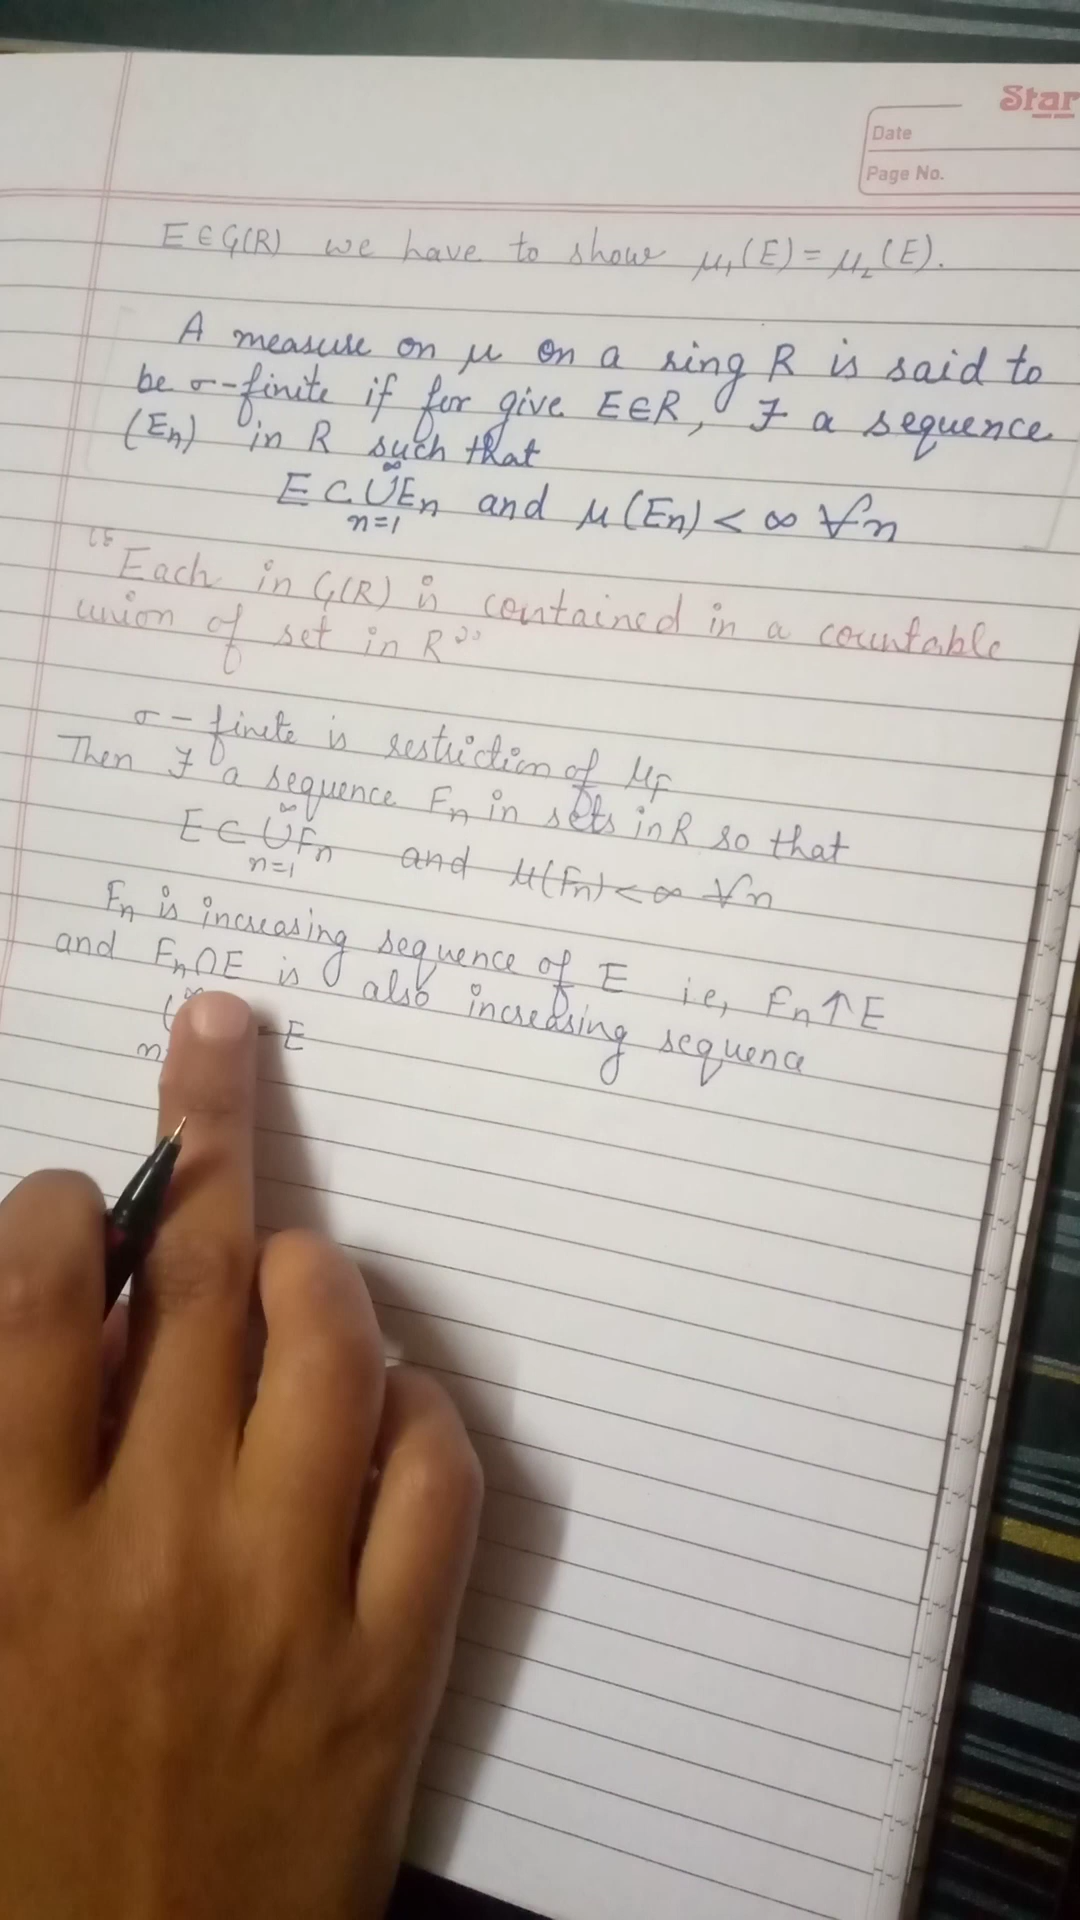 Star
Date
Page No.
E ∈ G(R) we have to show μ₁(E) = μ₂(E).
A measure on μ on a ring R is said to
be σ-finite if for give E∈R, ∃ a sequence
(En) in R such that
E ⊂ ∞∪n=1 En and μ(En) < ∞ ∀n
"Each in G(R) is contained in a countable
union of set in R"
σ-finite is restriction of μF
Then ∃ a sequence Fn in sets in R so that
E ⊂ ∞∪n=1 Fn and μ(Fn) < ∞ ∀n
Fn is increasing sequence of E i.e, Fn↑E
and Fn∩E is also increasing sequence
= E